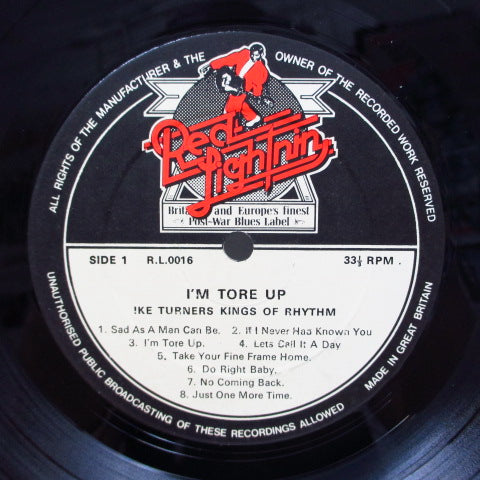 ALL RIGHTS OF THE MANUFACTURER & THE OWNER OF THE RECORDED WORK RESERVED
Red
Lightnin'
and Europe's Finest
Post-War Blues Label
SIDE 1 R.L.0016 33⅓ RPM .
I'M TORE UP
IKE TURNERS KINGS OF RHYTHM
1. Sad As A Man Can Be. 2. If I Never Has Known You
3. I'm Tore Up. 4. Lets Call It A Day
5. Take Your Fine Frame Home.
6. Do Right Baby.
7. No Coming Back.
8. Just One More Time.
UNAUTHORISED PUBLIC BROADCASTING OF THESE RECORDINGS ALLOWED
MADE IN GREAT BRITAIN